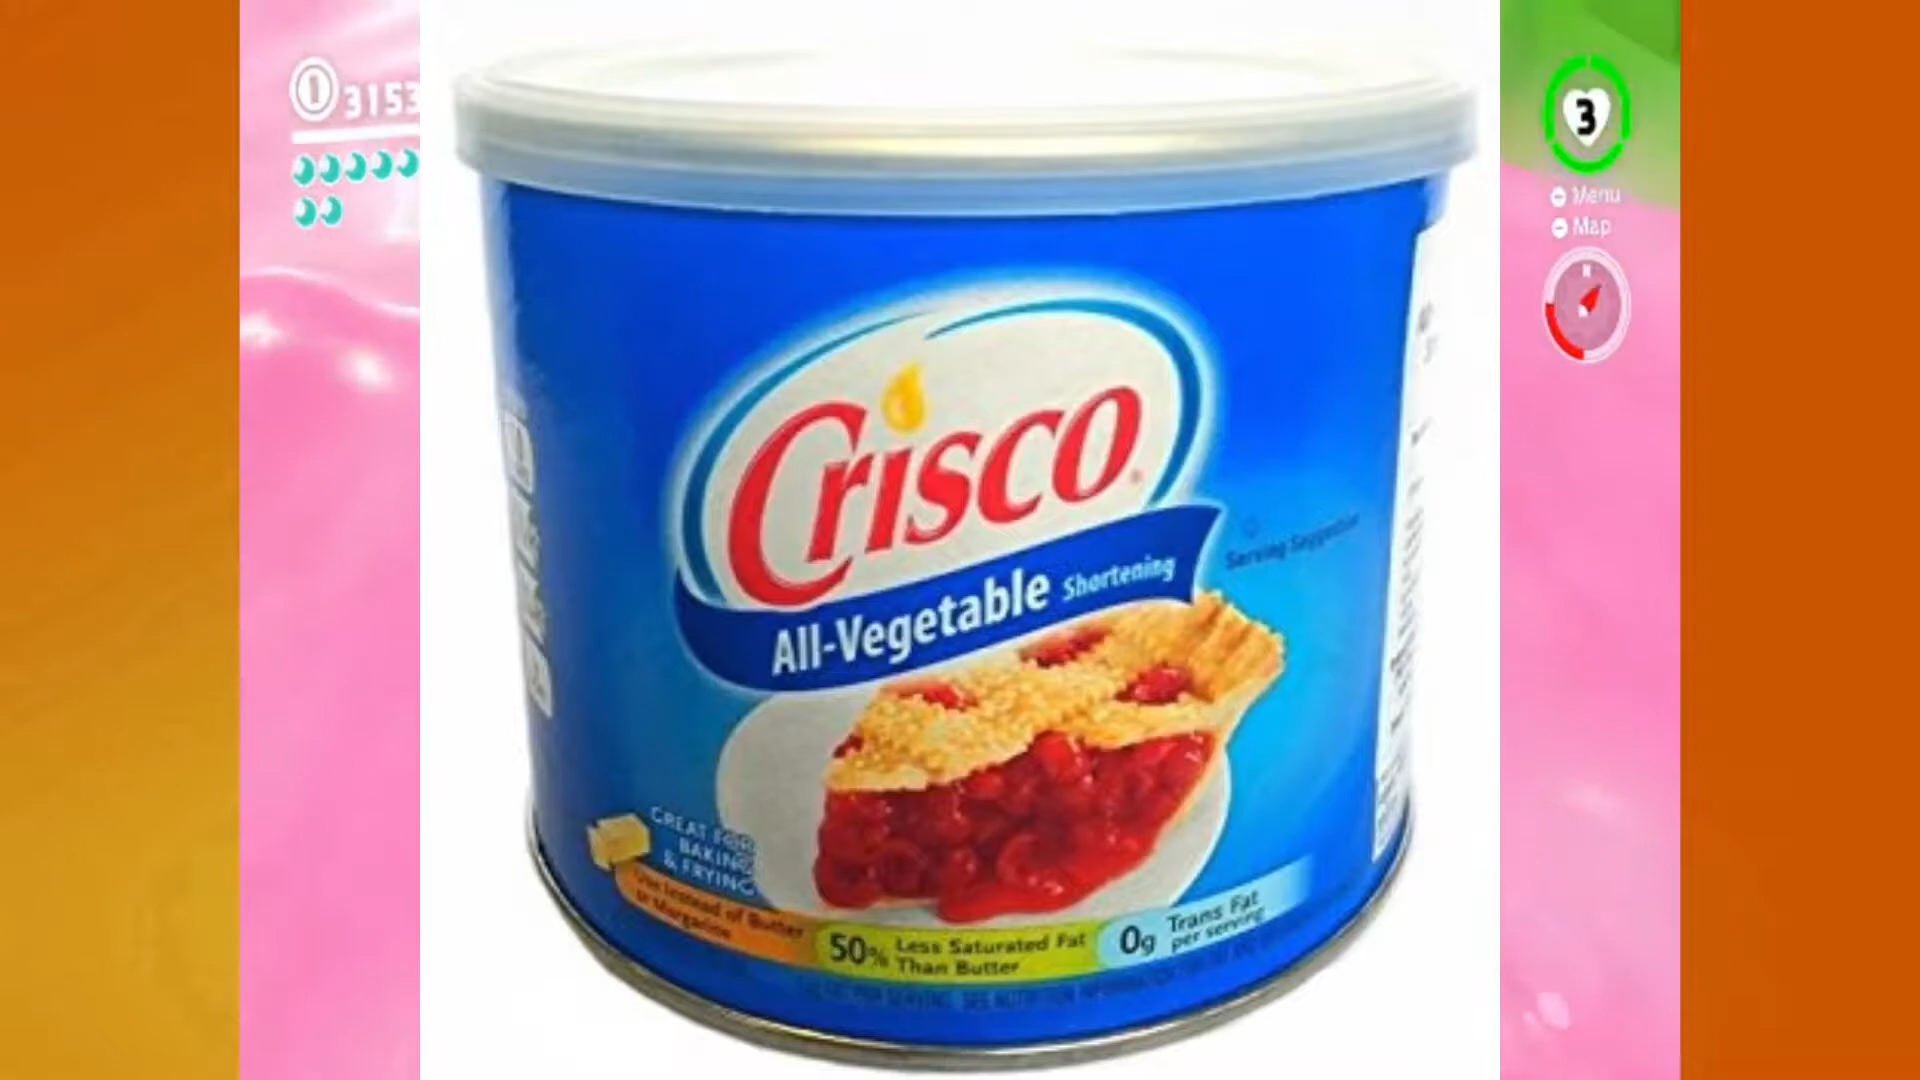 3153
3
Menu
Map
N
Crisco
All-Vegetable Shortening
Serving Suggestion
GREAT FOR
BAKING
& FRYING
Use Instead of Butter
or Margarine
50% Less Saturated Fat
Than Butter
0g Trans Fat
per serving